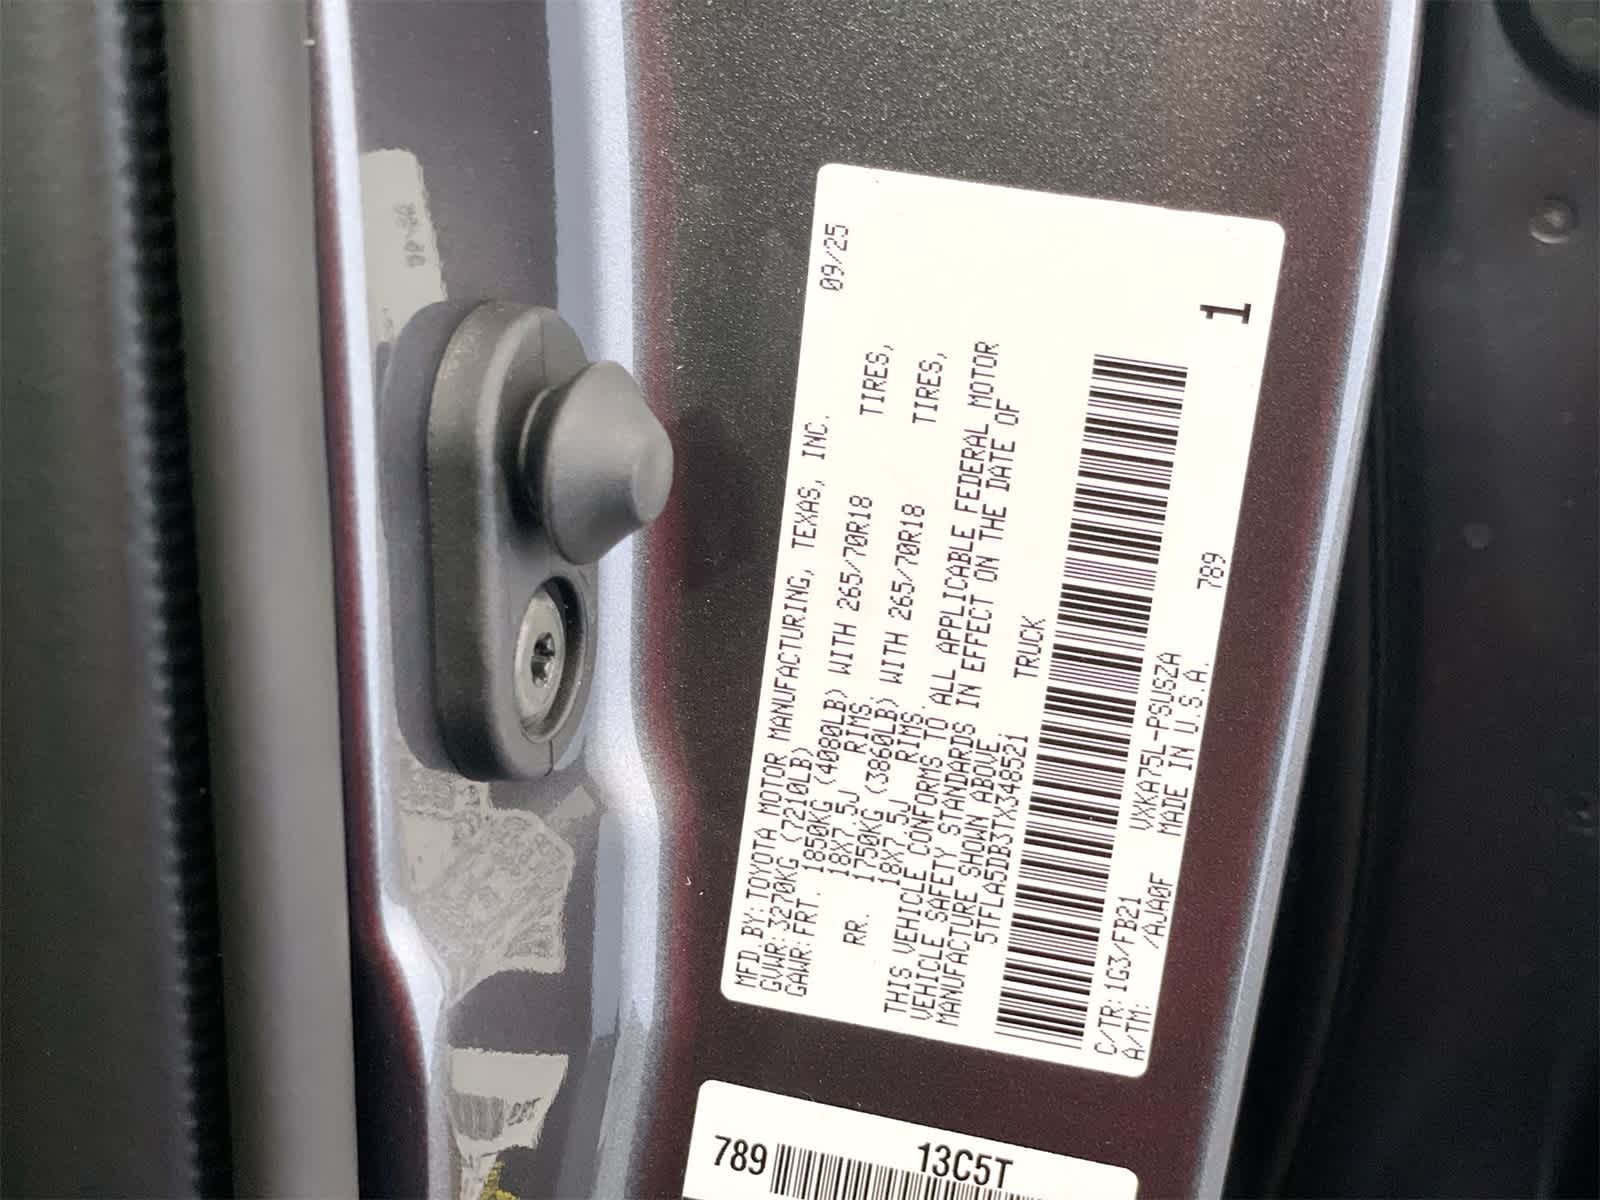 09/25
MFD.BY:TOYOTA MOTOR MANUFACTURING, TEXAS, INC.
GVWR:3270KG (7210LB)
GAWR:FRT. 1850KG (4080LB) WITH 265/70R18 TIRES,
18X7.5J RIMS,
RR. 1750KG (3860LB) WITH 265/70R18 TIRES,
18X7.5J RIMS.
THIS VEHICLE CONFORMS TO ALL APPLICABLE FEDERAL MOTOR
VEHICLE SAFETY STANDARDS IN EFFECT ON THE DATE OF
MANUFACTURE SHOWN ABOVE.
5TFLA5DB3TX348521 TRUCK
C/TR:1G3/FB21 VXKA75L-PSUSZA 789
A/TM: /AJA0F MADE IN U.S.A.
1
789 13C5T